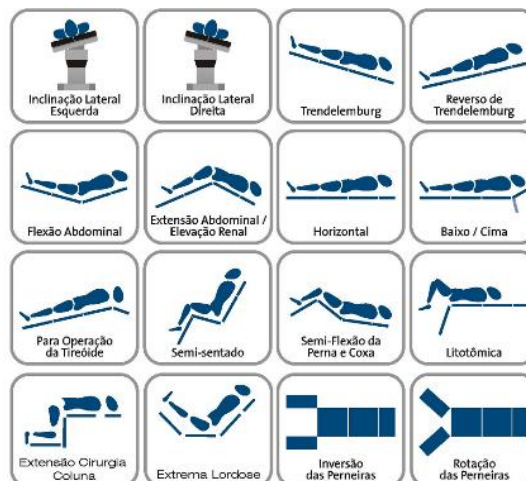 Inclinação Lateral
Esquerda
Inclinação Lateral
Direita
Trendelemburg
Reverso de
Trendelemburg
Flexão Abdominal
Extensão Abdominal /
Elevação Renal
Horizontal
Baixo / Cima
Para Operação
da Tireóide
Semi-sentado
Semi-Flexão da
Perna e Coxa
Litotômica
Extensão Cirurgia
Coluna
Extrema Lordose
Inversão
das Perneiras
Rotação
das Perneiras